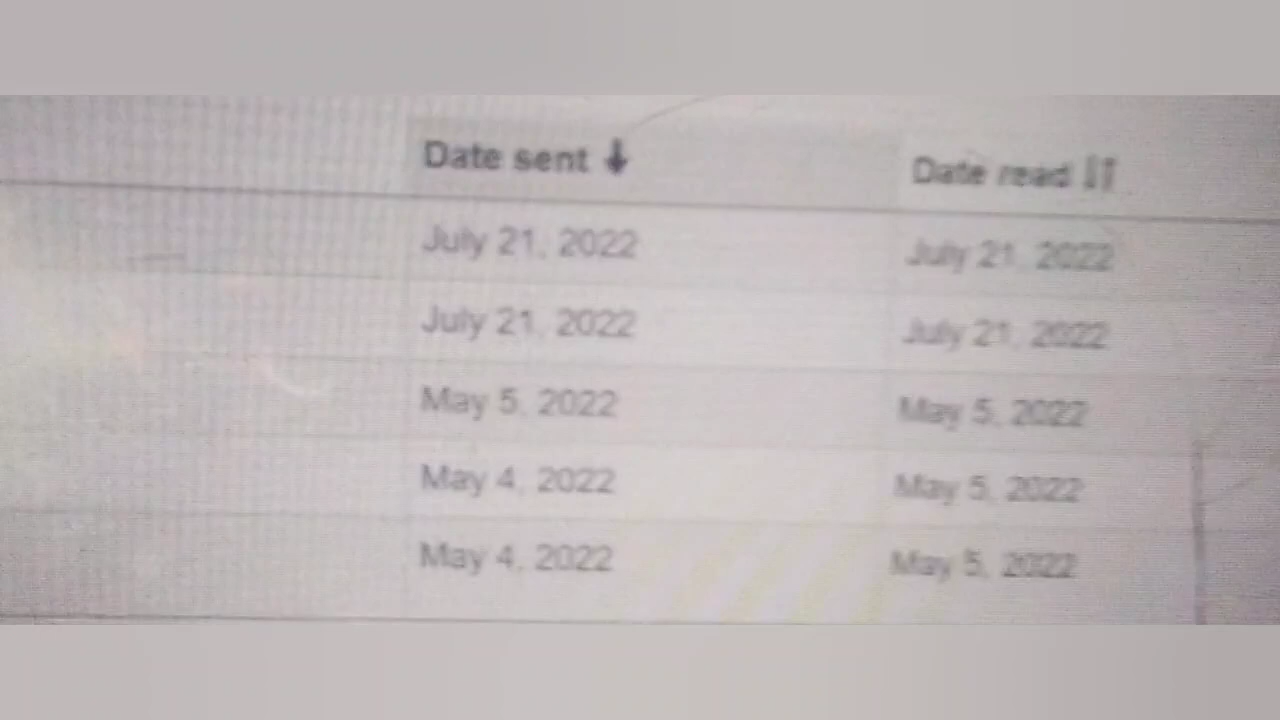 Date sent ↓ Date read ↓↑
July 21, 2022 July 21, 2022
July 21, 2022 July 21, 2022
May 5, 2022 May 5, 2022
May 4, 2022 May 5, 2022
May 4, 2022 May 5, 2022